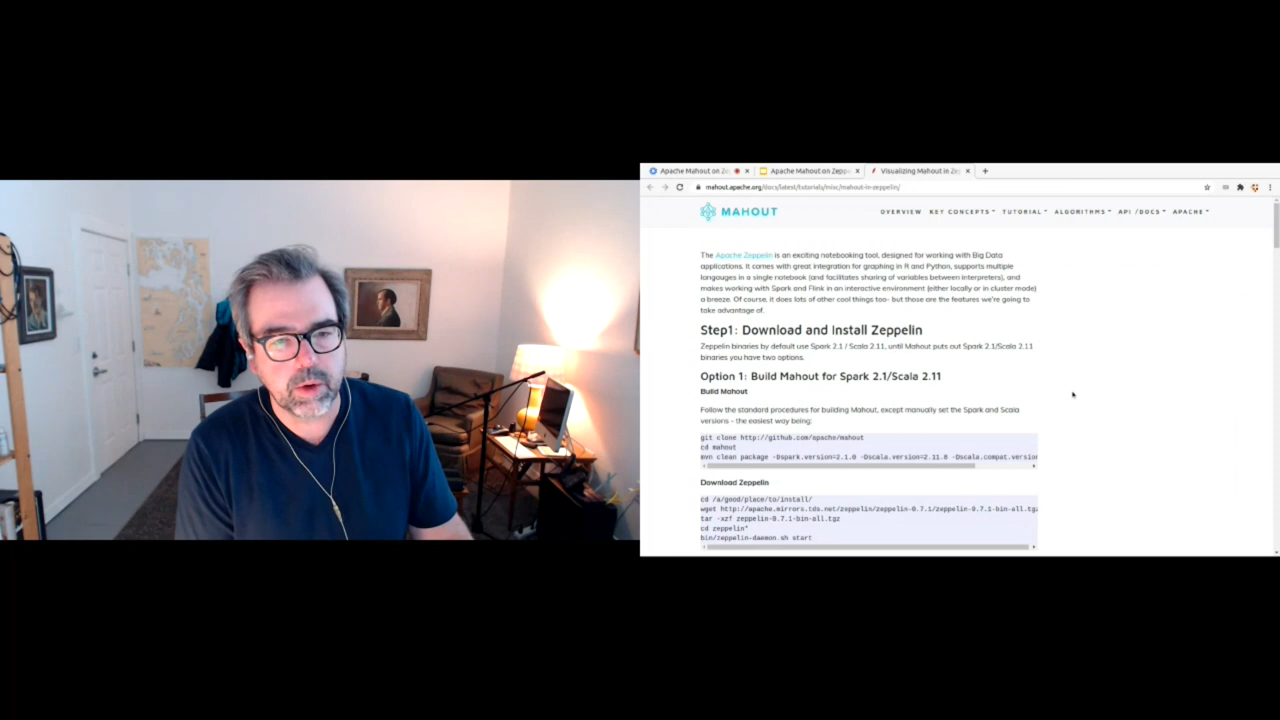 Apache Mahout on Ze
Apache Mahout on Zeppe
Visualizing Mahout in Zep
mahout.apache.org/docs/latest/tutorials/misc/mahout-in-zeppelin/
MAHOUT
OVERVIEW KEY CONCEPTS TUTORIAL ALGORITHMS API /DOCS APACHE
The Apache Zeppelin is an exciting notebooking tool, designed for working with Big Data
applications. It comes with great integration for graphing in R and Python, supports multiple
langauges in a single notebook (and facilitates sharing of variables between interpreters), and
makes working with Spark and Flink in an interactive environment (either locally or in cluster mode)
a breeze. Of course, it does lots of other cool things too- but those are the features we're going to
take advantage of.
Step1: Download and Install Zeppelin
Zeppelin binaries by default use Spark 2.1 / Scala 2.11, until Mahout puts out Spark 2.1/Scala 2.11
binaries you have two options.
Option 1: Build Mahout for Spark 2.1/Scala 2.11
Build Mahout
Follow the standard procedures for building Mahout, except manually set the Spark and Scala
versions - the easiest way being:
git clone http://github.com/apache/mahout
cd mahout
mvn clean package -Dspark.version=2.1.0 -Dscala.version=2.11.8 -Dscala.compat.version
Download Zeppelin
cd /a/good/place/to/install/
wget http://apache.mirrors.tds.net/zeppelin/zeppelin-0.7.1/zeppelin-0.7.1-bin-all.tgz
tar -xzf zeppelin-0.7.1-bin-all.tgz
cd zeppelin*
bin/zeppelin-daemon.sh start